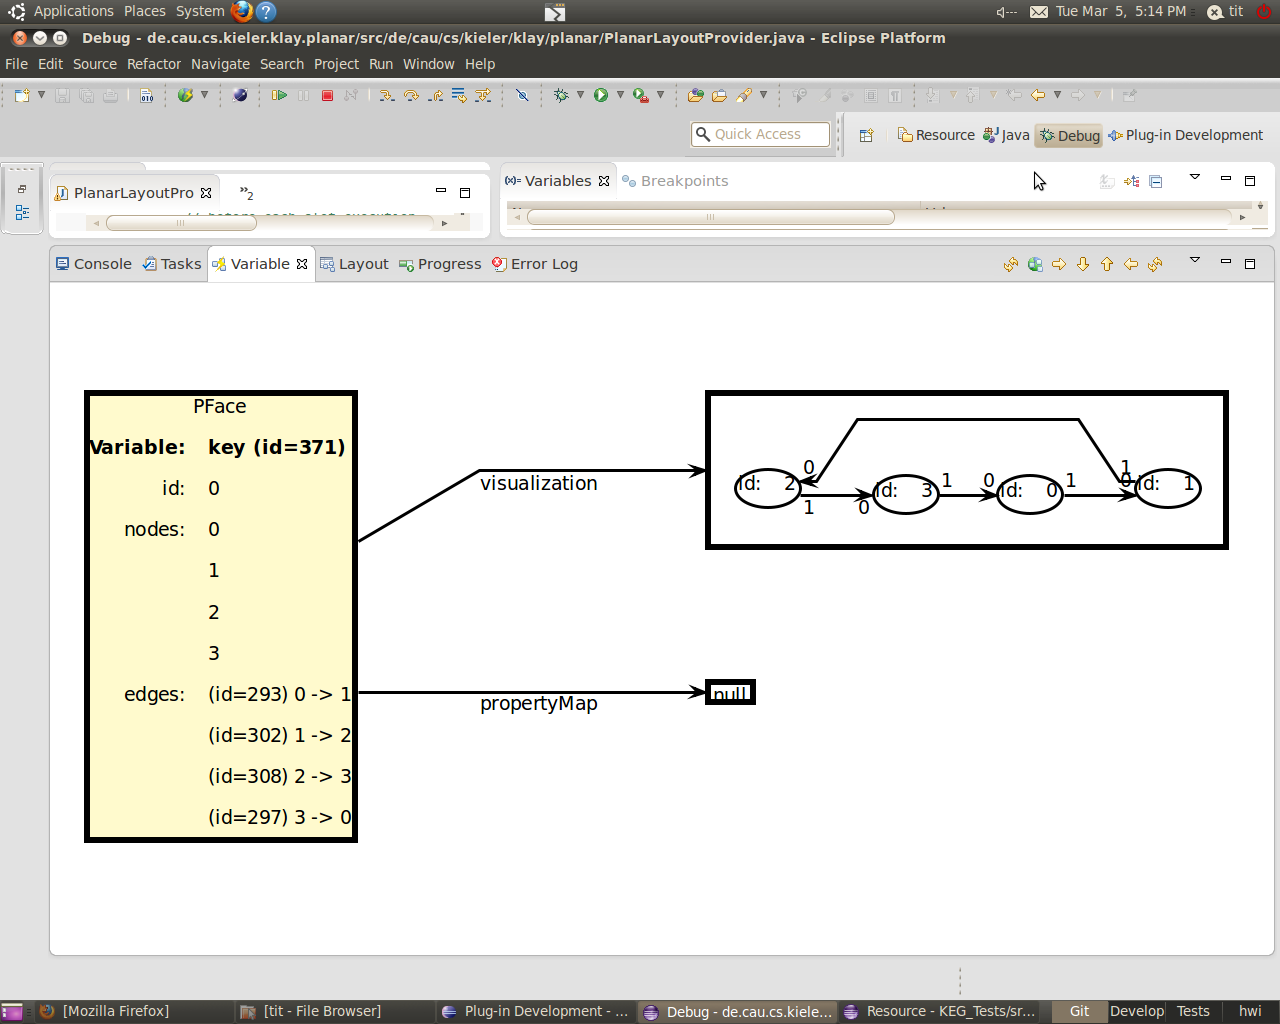 Applications Places System
Tue Mar 5, 5:14 PM tit
Debug - de.cau.cs.kieler.klay.planar/src/de/cau/cs/kieler/klay/planar/PlanarLayoutProvider.java - Eclipse Platform
File Edit Source Refactor Navigate Search Project Run Window Help
010
Quick Access
Resource Java Debug Plug-in Development
PlanarLayoutPro »2
(x)= Variables Breakpoints
Console Tasks Variable Layout Progress Error Log
PFace
Variable: key (id=371)
id: 0
nodes: 0
1
2
3
edges: (id=293) 0 -> 1
(id=302) 1 -> 2
(id=308) 2 -> 3
(id=297) 3 -> 0
visualization
propertyMap
null
0 1
1 0 1 0
id: 2 id: 3 id: 0 id: 1
1 0
[Mozilla Firefox] [tit - File Browser] Plug-in Development - ... Debug - de.cau.cs.kiele... Resource - KEG_Tests/sr... Git Develop Tests hwi